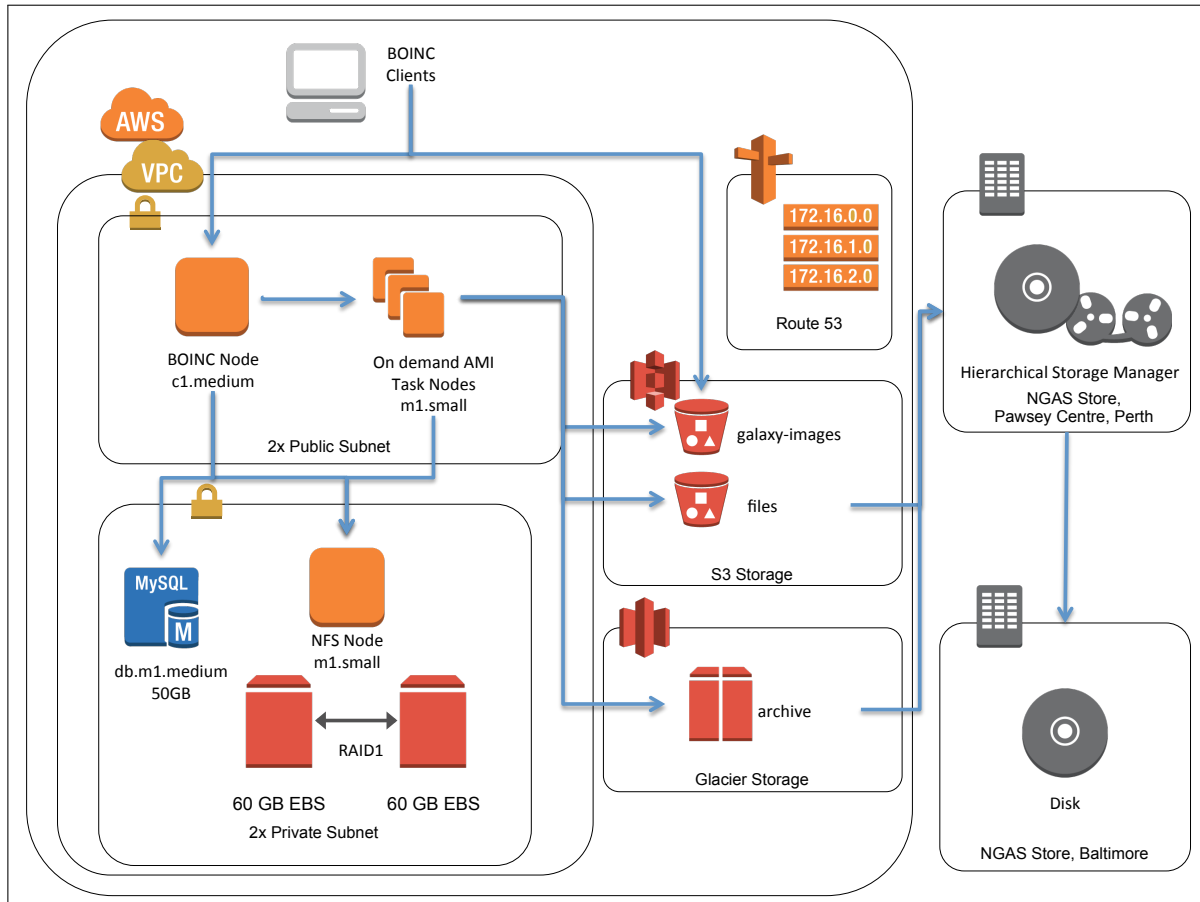 BOINC
Clients
AWS
VPC
172.16.0.0
172.16.1.0
172.16.2.0
Route 53
BOINC Node
c1.medium
On demand AMI
Task Nodes
m1.small
2x Public Subnet
Hierarchical Storage Manager
NGAS Store,
Pawsey Centre, Perth
galaxy-images
files
S3 Storage
MySQL
M
db.m1.medium
50GB
NFS Node
m1.small
RAID1
60 GB EBS
60 GB EBS
2x Private Subnet
archive
Glacier Storage
Disk
NGAS Store, Baltimore